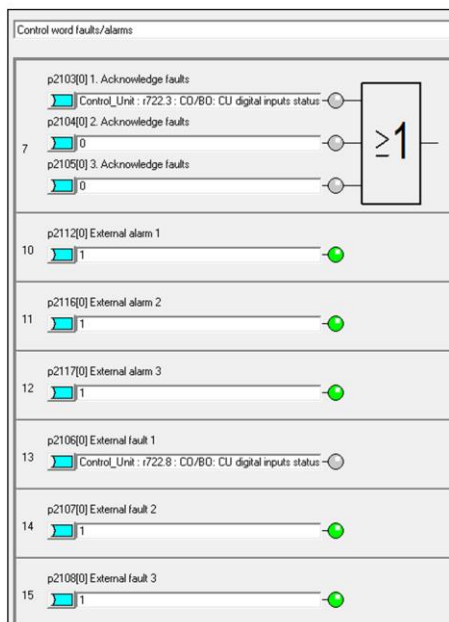 Control word faults/alarms
p2103[0] 1. Acknowledge faults
Control_Unit : r722.3 : CO/BO: CU digital inputs status
p2104[0] 2. Acknowledge faults
0
7
≥1
p2105[0] 3. Acknowledge faults
0
p2112[0] External alarm 1
10
1
p2116[0] External alarm 2
11
1
p2117[0] External alarm 3
12
1
p2106[0] External fault 1
13
Control_Unit : r722.8 : CO/BO: CU digital inputs status
p2107[0] External fault 2
14
1
p2108[0] External fault 3
15
1